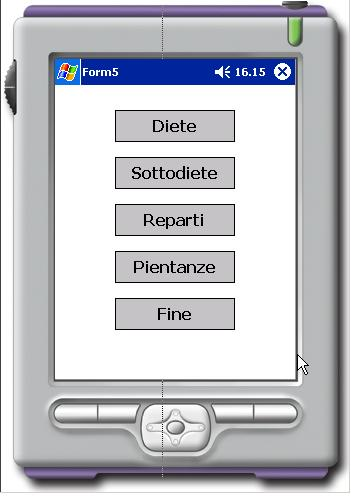 Form5 16.15
Diete
Sottodiete
Reparti
Pientanze
Fine